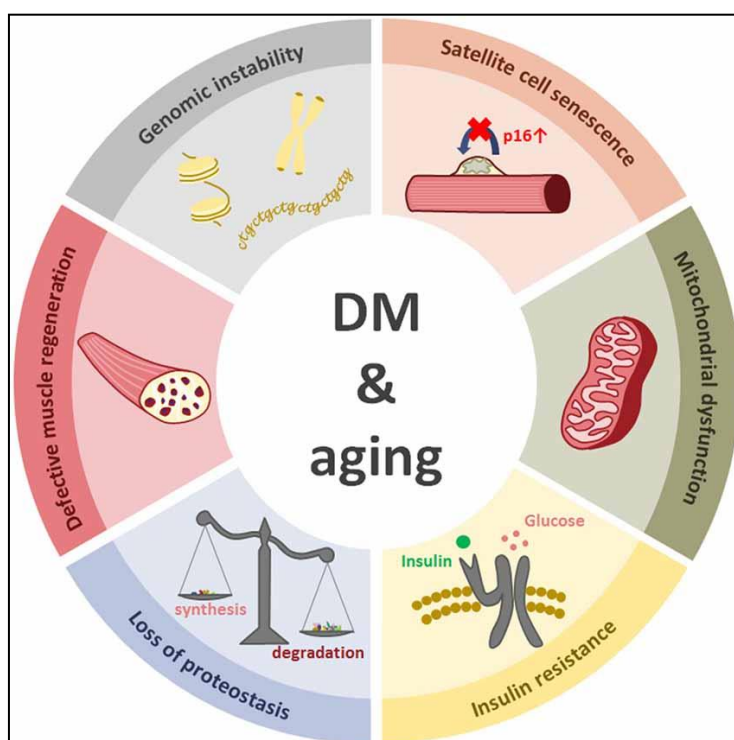 Genomic instability
Satellite cell senescence
p16↑
ctgctgctgctgctgctg
Defective muscle regeneration
Mitochondrial dysfunction
DM
&
aging
Glucose
Insulin
synthesis
degradation
Loss of proteostasis
Insulin resistance